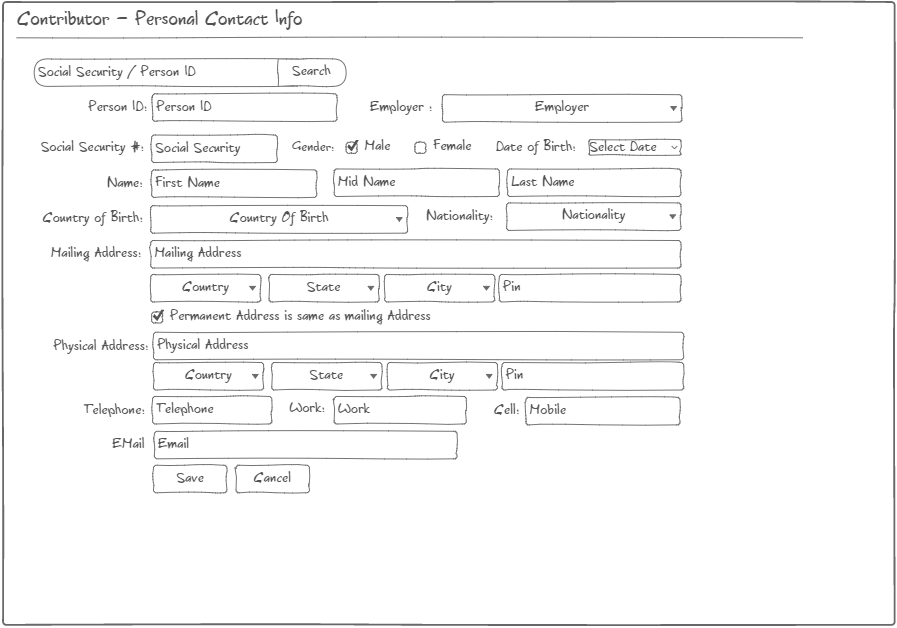 Contributor - Personal Contact Info
Social Security / Person ID Search
Person ID: Person ID Employer : Employer
Social Security #: Social Security Gender: Male Female Date of Birth: Select Date
Name: First Name Mid Name Last Name
Country of Birth: Country Of Birth Nationality: Nationality
Mailing Address: Mailing Address
Country State City Pin
Permanent Address is same as mailing Address
Physical Address: Physical Address
Country State City Pin
Telephone: Telephone Work: Work Cell: Mobile
EMail Email
Save Cancel